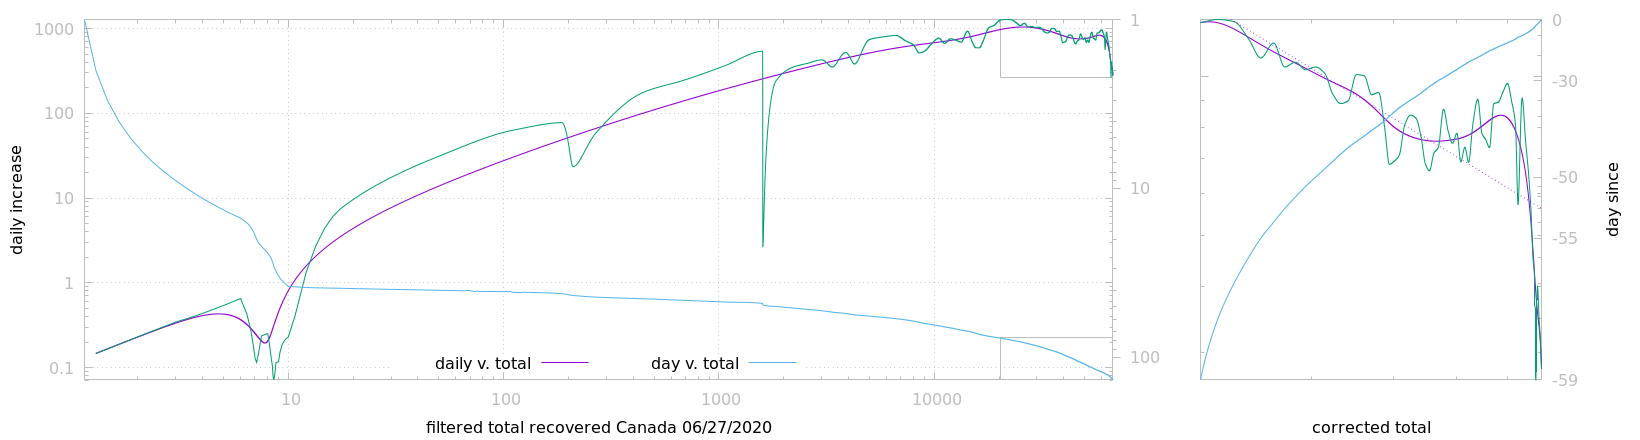 1000
100
10
1
0.1
daily increase
daily v. total
day v. total
10
100
1000
10000
filtered total recovered Canada 06/27/2020
1
10
100
0
-30
-50
-55
-59
day since
corrected total